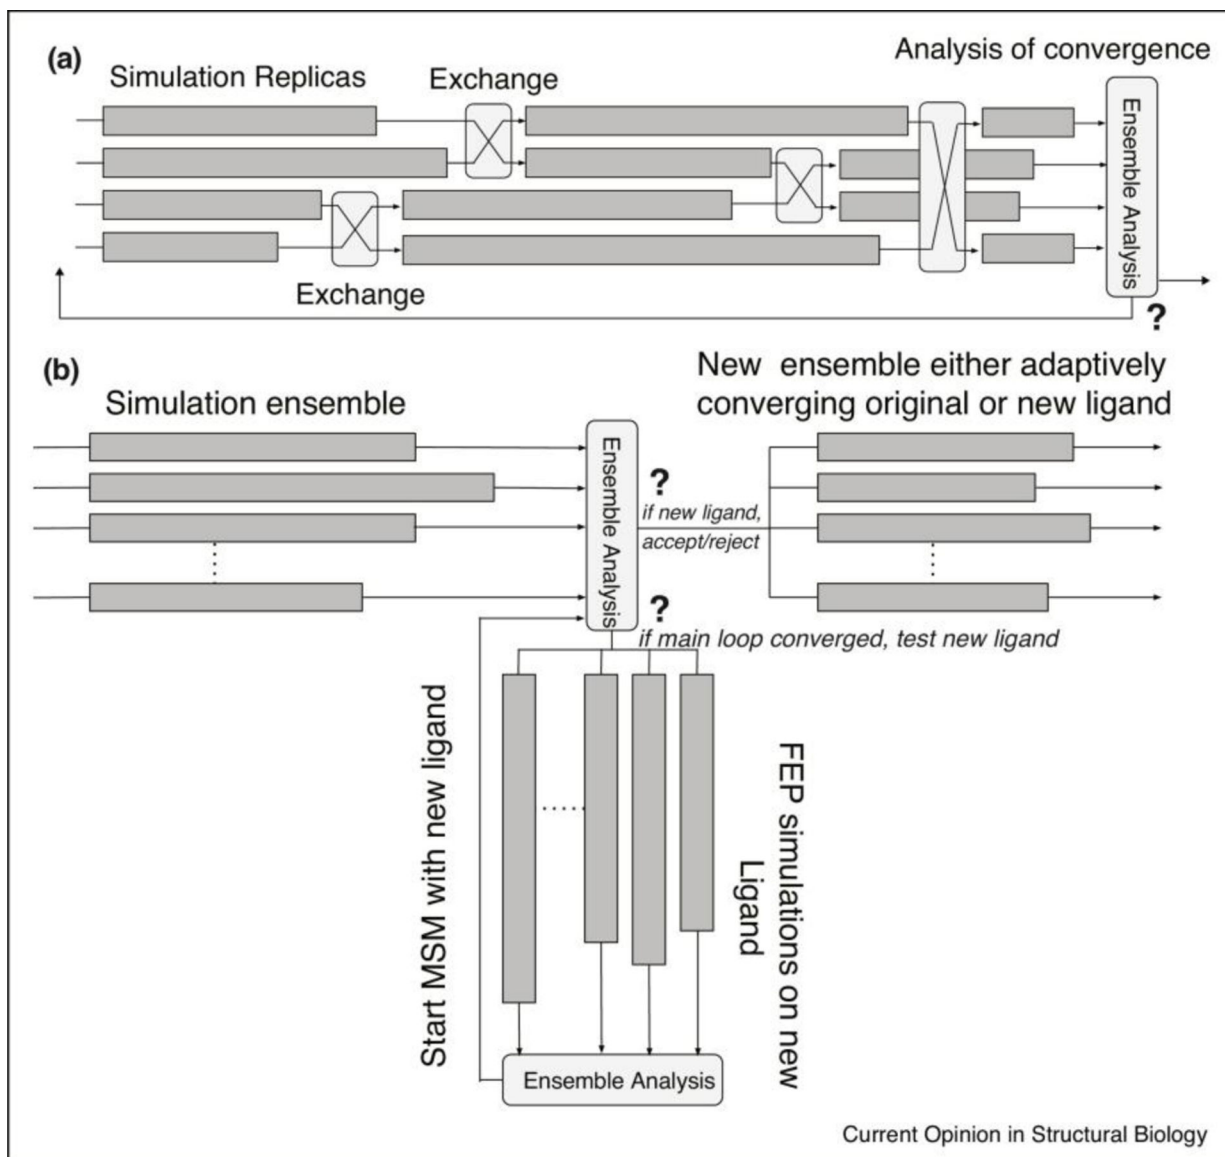 (a)
Simulation Replicas
Exchange
Analysis of convergence
Ensemble Analysis
Exchange
?
(b)
Simulation ensemble
New ensemble either adaptively
converging original or new ligand
Ensemble Analysis
?
if new ligand,
accept/reject
?
if main loop converged, test new ligand
Start MSM with new ligand
FEP simulations on new
Ligand
Ensemble Analysis
Current Opinion in Structural Biology